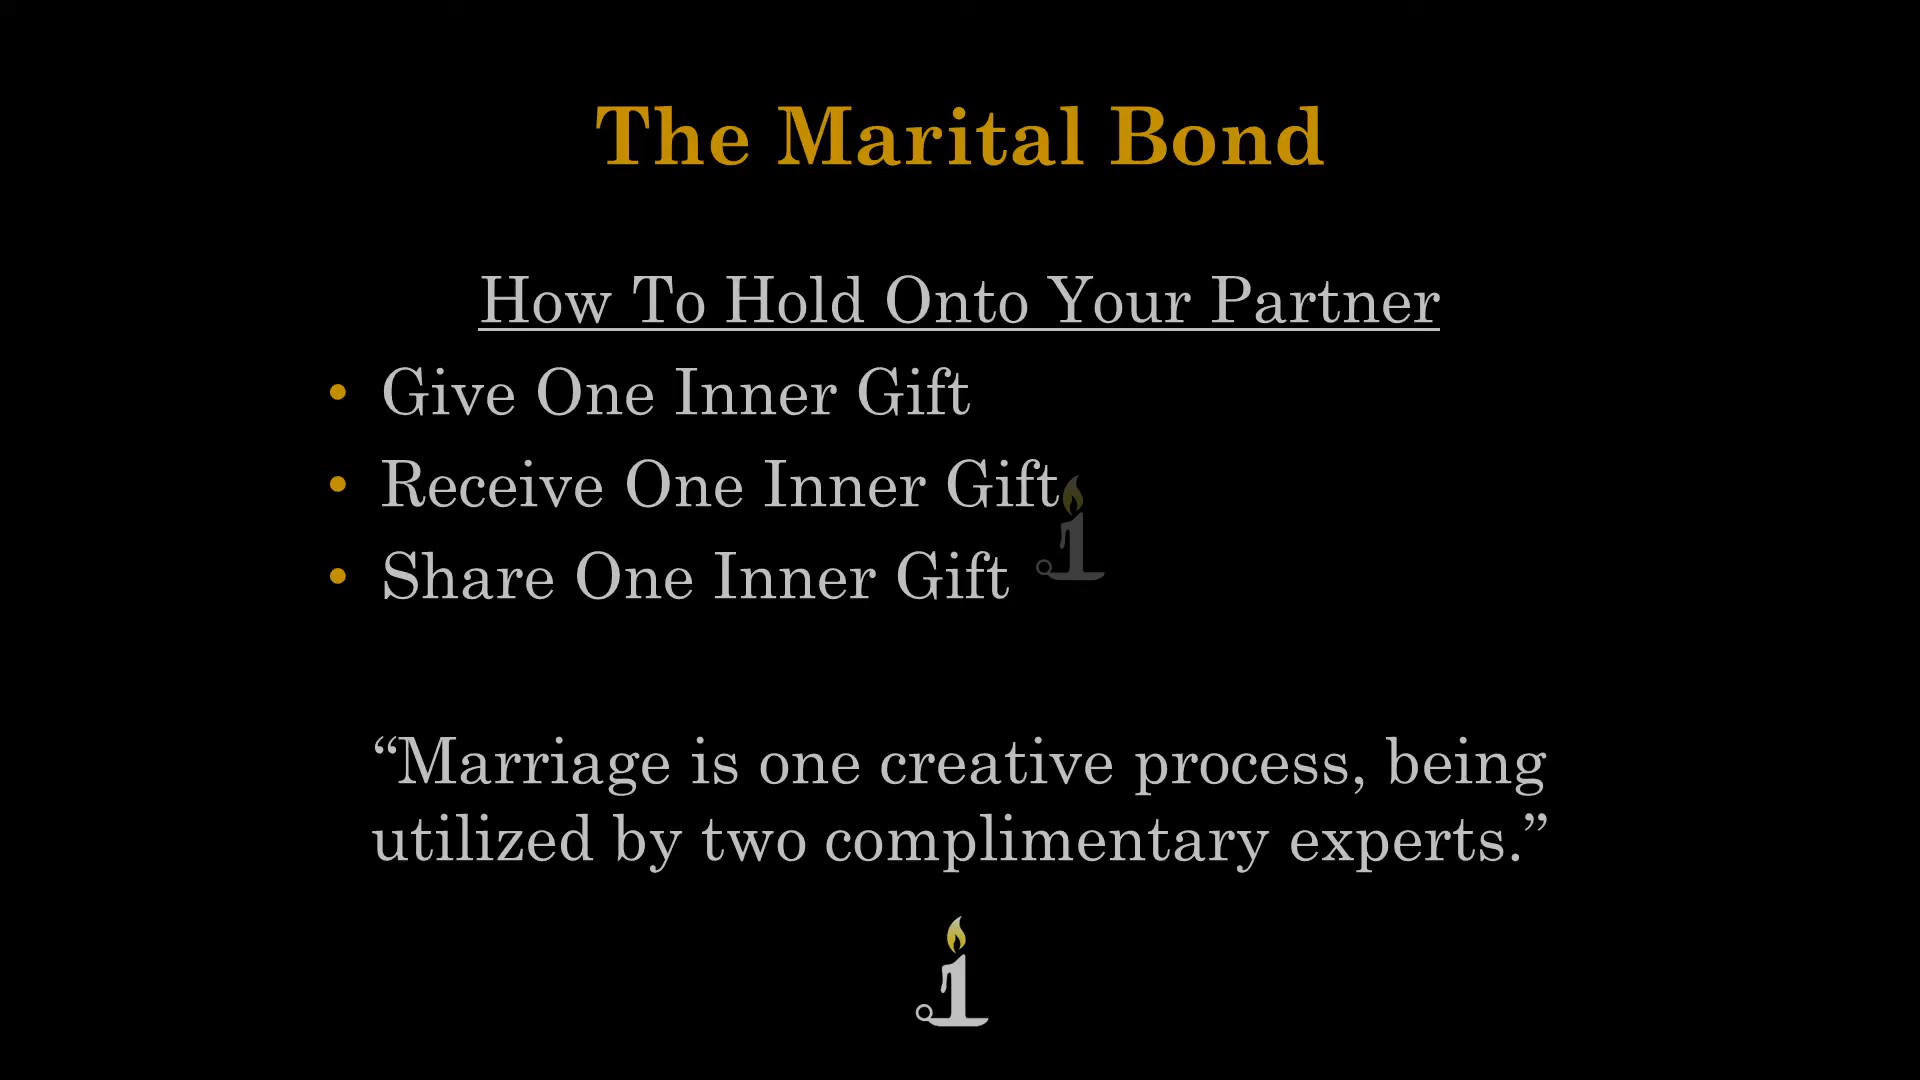 The Marital Bond
How To Hold Onto Your Partner
• Give One Inner Gift
• Receive One Inner Gift
• Share One Inner Gift
“Marriage is one creative process, being
utilized by two complimentary experts.”